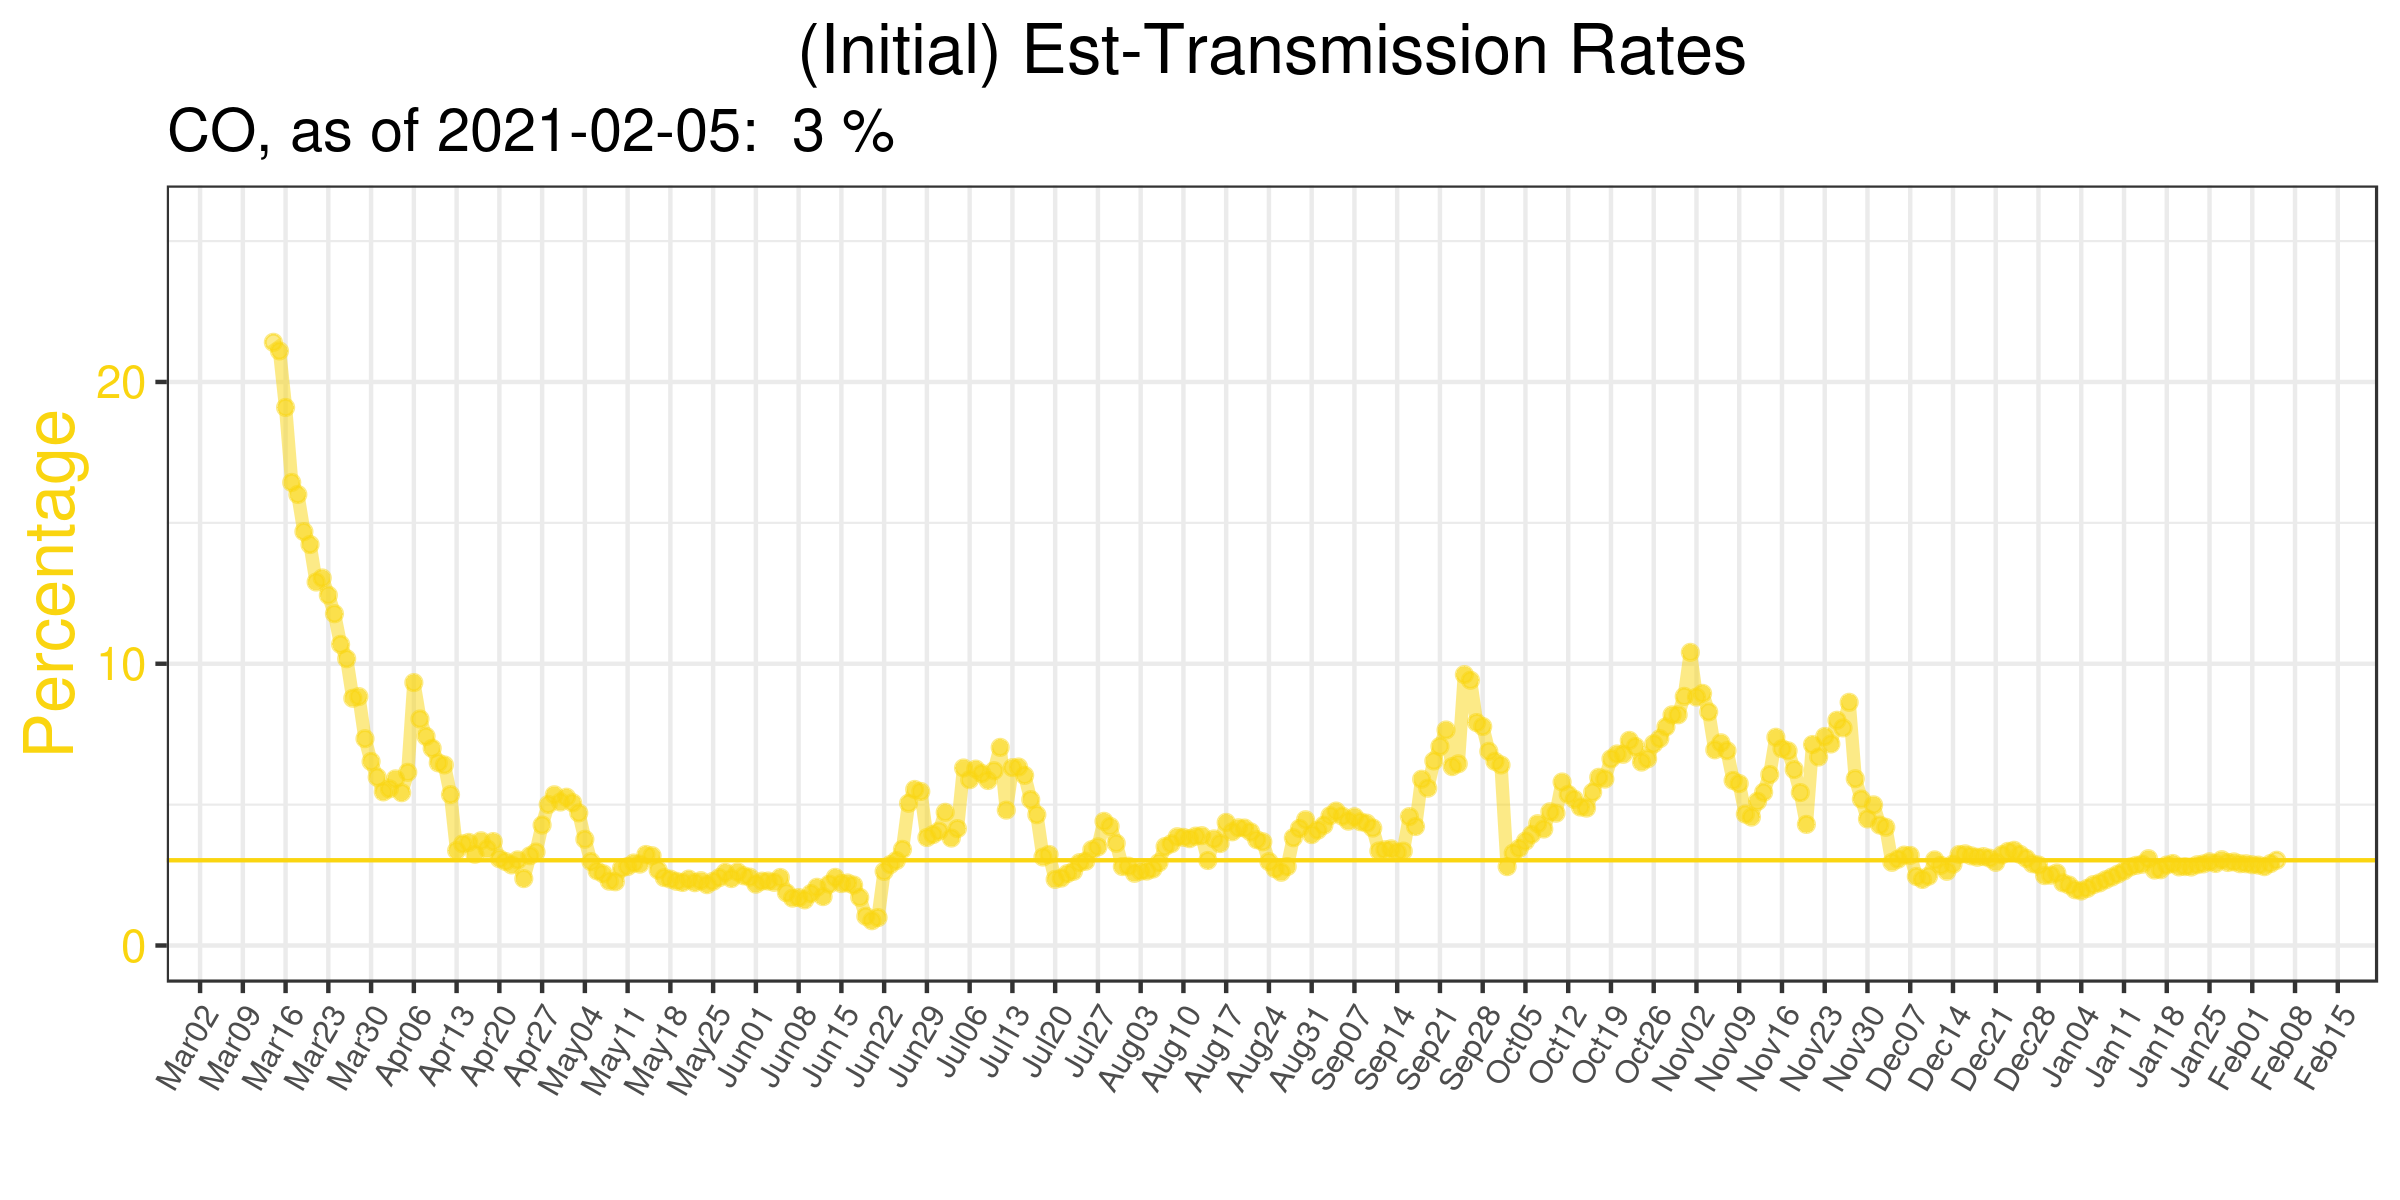 (Initial) Est-Transmission Rates
CO, as of 2021-02-05:  3 %
Percentage
20
10
0
Mar02
Mar09
Mar16
Mar23
Mar30
Apr06
Apr13
Apr20
Apr27
May04
May11
May18
May25
Jun01
Jun08
Jun15
Jun22
Jun29
Jul06
Jul13
Jul20
Jul27
Aug03
Aug10
Aug17
Aug24
Aug31
Sep07
Sep14
Sep21
Sep28
Oct05
Oct12
Oct19
Oct26
Nov02
Nov09
Nov16
Nov23
Nov30
Dec07
Dec14
Dec21
Dec28
Jan04
Jan11
Jan18
Jan25
Feb01
Feb08
Feb15